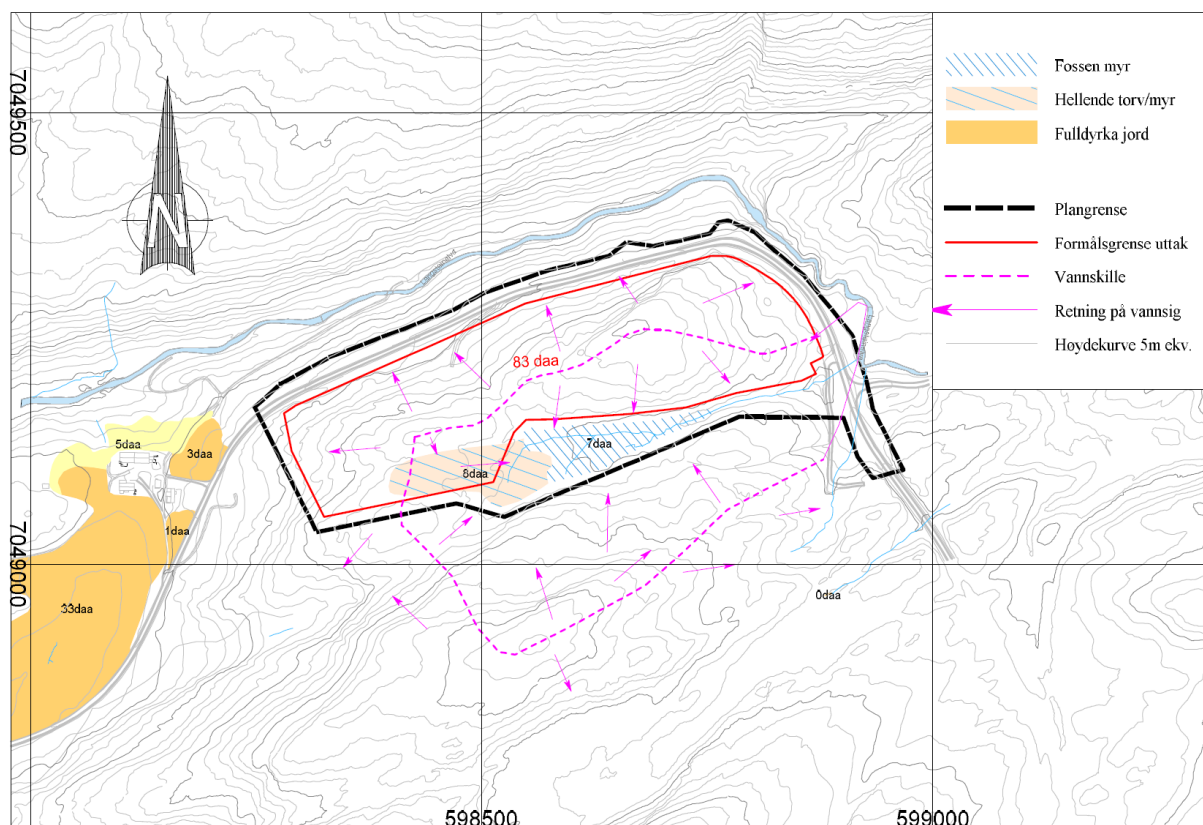 Fossen myr
Hellende torv/myr
Fulldyrka jord
Plangrense
Formålsgrense uttak
Vannskille
Retning på vannsig
Høydekurve 5m ekv.
7049500
N
83 daa
7daa
8daa
5daa
3daa
1daa
33daa
0daa
7049000
598500
599000